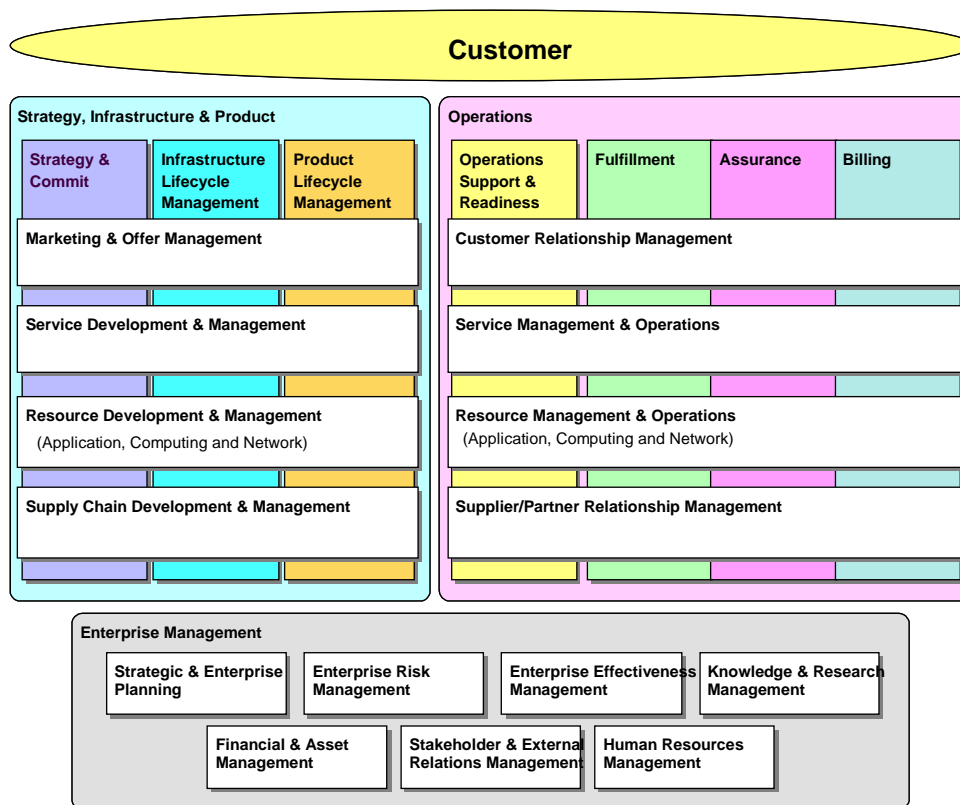 Customer
Strategy, Infrastructure & Product
Strategy &
Commit
Infrastructure
Lifecycle
Management
Product
Lifecycle
Management
Marketing & Offer Management
Service Development & Management
Resource Development & Management
(Application, Computing and Network)
Supply Chain Development & Management
Operations
Operations
Support &
Readiness
Fulfillment
Assurance
Billing
Customer Relationship Management
Service Management & Operations
Resource Management & Operations
(Application, Computing and Network)
Supplier/Partner Relationship Management
Enterprise Management
Strategic & Enterprise
Planning
Enterprise Risk
Management
Enterprise Effectiveness
Management
Knowledge & Research
Management
Financial & Asset
Management
Stakeholder & External
Relations Management
Human Resources
Management